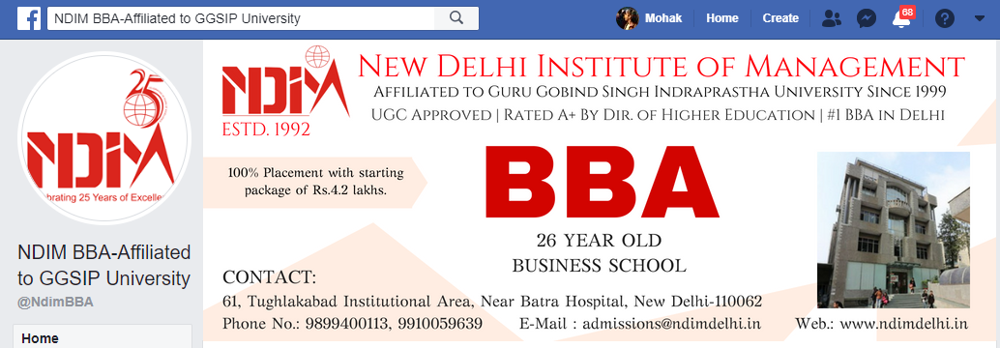 NDIM BBA-Affiliated to GGSIP University
Mohak
Home
Create
68
25
NDIM
brating 25 Years of Excelle
NDIM BBA-Affiliated
to GGSIP University
@NdimBBA
Home
NDIM
ESTD. 1992
New Delhi Institute of Management
Affiliated to Guru Gobind Singh Indraprastha University Since 1999
UGC Approved | Rated A+ By Dir. of Higher Education | #1 BBA in Delhi
100% Placement with starting
package of Rs.4.2 lakhs.
BBA
26 YEAR OLD
BUSINESS SCHOOL
CONTACT:
61, Tughlakabad Institutional Area, Near Batra Hospital, New Delhi-110062
Phone No.: 9899400113, 9910059639 E-Mail : admissions@ndimdelhi.in Web.: www.ndimdelhi.in